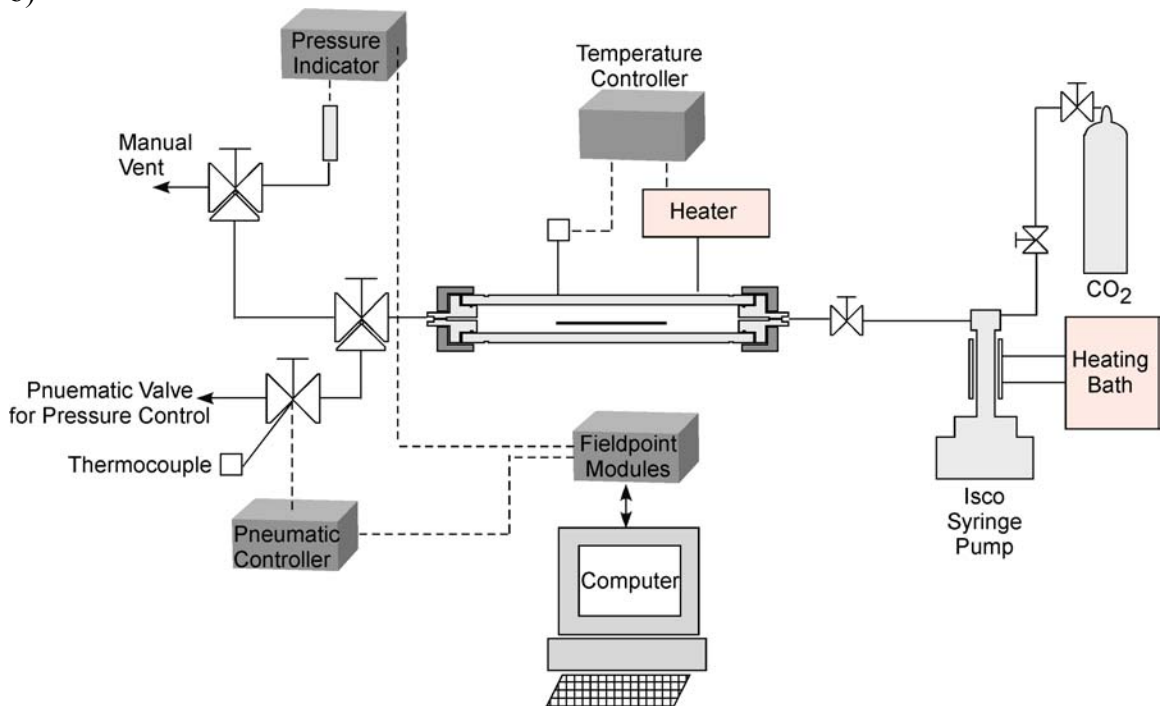 Pressure
Indicator
Temperature
Controller
Manual
Vent
Heater
CO2
Pnuematic Valve
for Pressure Control
Heating
Bath
Thermocouple
Fieldpoint
Modules
Isco
Syringe
Pump
Pneumatic
Controller
Computer